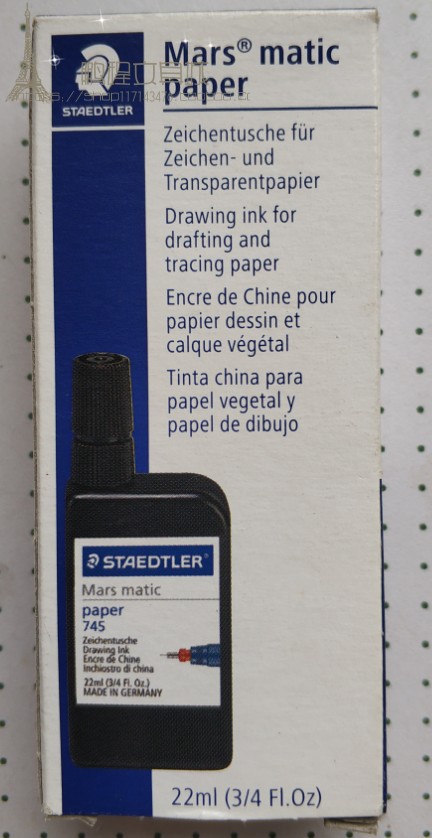 STAEDTLER
Mars® matic
paper
Zeichentusche für
Zeichen- und
Transparentpapier
Drawing ink for
drafting and
tracing paper
Encre de Chine pour
papier dessin et
calque végétal
Tinta china para
papel vegetal y
papel de dibujo
STAEDTLER®
Mars matic
paper
745
Zeichentusche
Drawing Ink
Encre de Chine
Inchiostro di china
22ml (3/4 Fl. Oz.)
MADE IN GERMANY
22ml (3/4 Fl.Oz)